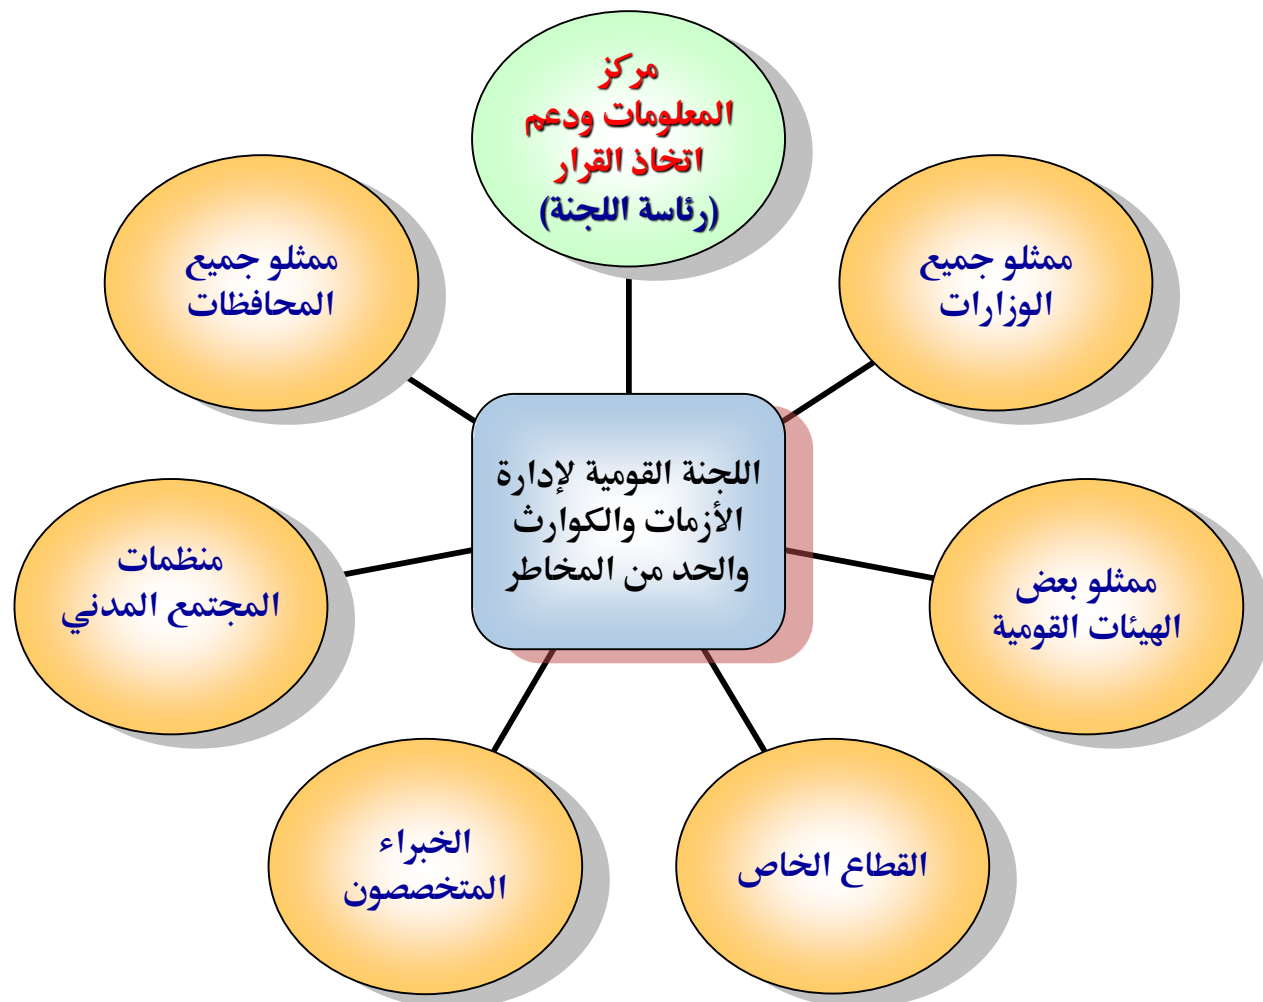 مركز
المعلومات ودعم
اتخاذ القرار
(رئاسة اللجنة)
ممثلو جميع
الوزارات
ممثلو جميع
المحافظات
اللجنة القومية لإدارة
الأزمات والكوارث
والحد من المخاطر
ممثلو بعض
الهيئات القومية
منظمات
المجتمع المدني
القطاع الخاص
الخبراء
المتخصصون